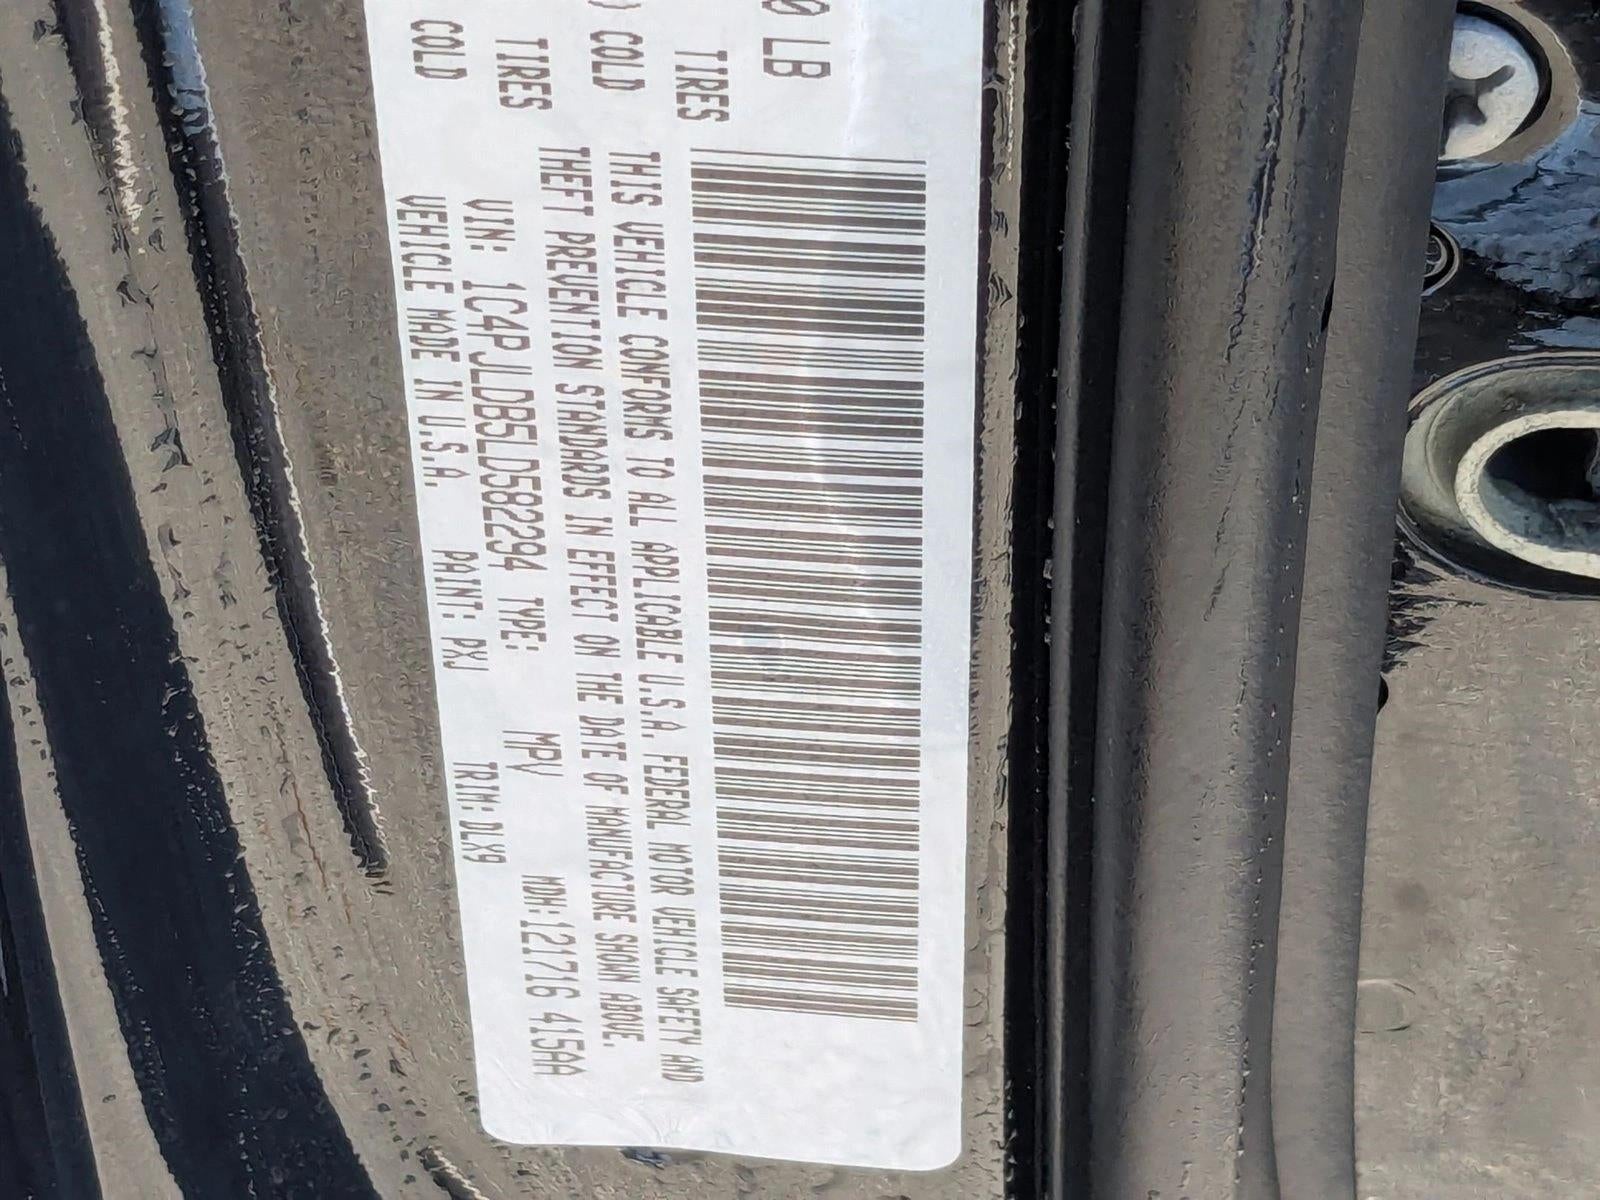 0 LB
TIRES
) COLD
TIRES
COLD
THIS VEHICLE CONFORMS TO ALL APPLICABLE U.S.A. FEDERAL MOTOR VEHICLE SAFETY AND
THEFT PREVENTION STANDARDS IN EFFECT ON THE DATE OF MANUFACTURE SHOWN ABOVE.
VIN: 1C4PJLDB5LD582294 TYPE: MPV MDH:121716 415AA
VEHICLE MADE IN U.S.A. PAINT: PXJ TRIM: DLX9